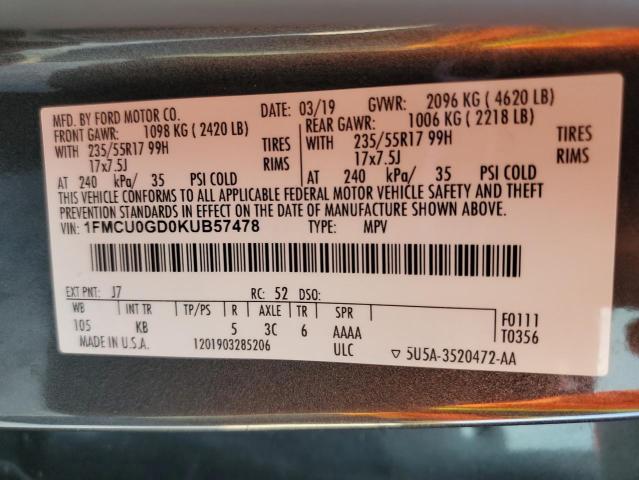 MFD. BY FORD MOTOR CO. DATE: 03/19 GVWR: 2096 KG ( 4620 LB)
FRONT GAWR: 1098 KG ( 2420 LB) REAR GAWR: 1006 KG ( 2218 LB)
WITH 235/55R17 99H TIRES WITH 235/55R17 99H TIRES
17x7.5J RIMS 17x7.5J RIMS
AT 240 kPa/ 35 PSI COLD AT 240 kPa/ 35 PSI COLD
THIS VEHICLE CONFORMS TO ALL APPLICABLE FEDERAL MOTOR VEHICLE SAFETY AND THEFT
PREVENTION STANDARDS IN EFFECT ON THE DATE OF MANUFACTURE SHOWN ABOVE.
VIN: 1FMCU0GD0KUB57478 TYPE: MPV
EXT PNT: J7 RC: 52 DSO:
WB INT TR TP/PS R AXLE TR SPR F0111
105 KB 5 3C 6 AAAA T0356
MADE IN U.S.A. 1201903285206 ULC ▽ 5U5A-3520472-AA